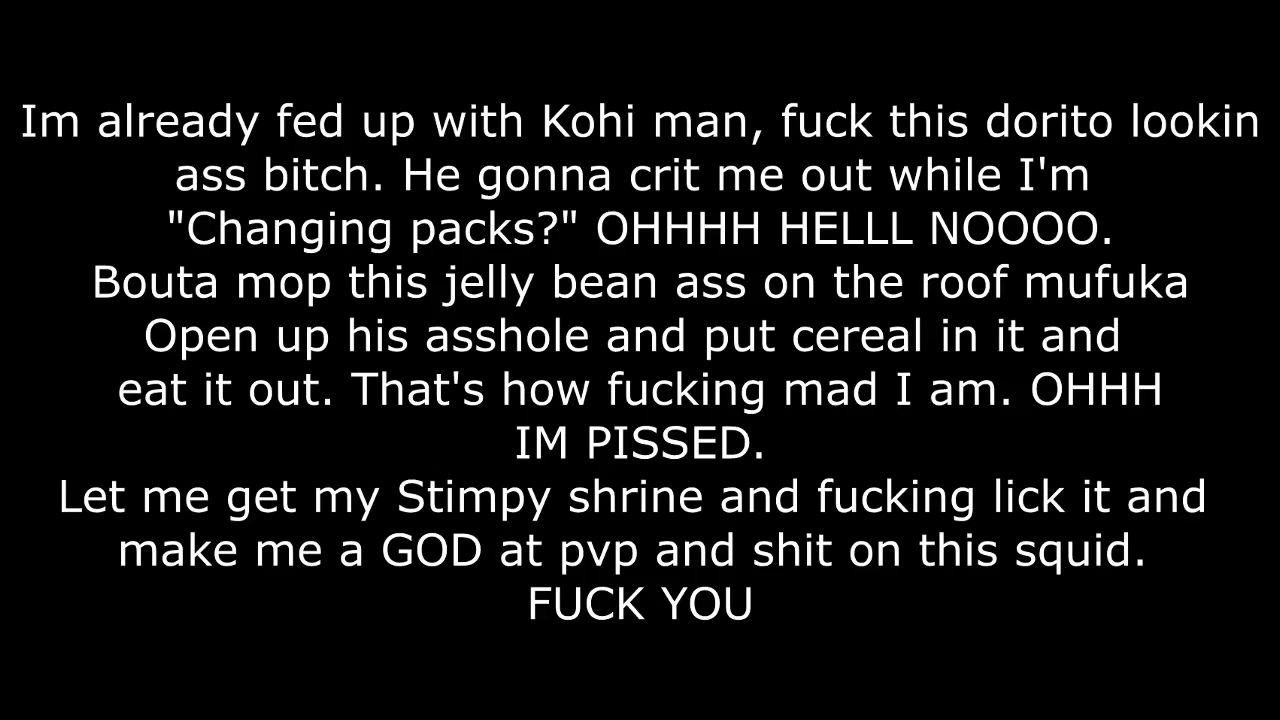 Im already fed up with Kohi man, fuck this dorito lookin
ass bitch. He gonna crit me out while I'm
"Changing packs?" OHHHH HELLL NOOOO.
Bouta mop this jelly bean ass on the roof mufuka
Open up his asshole and put cereal in it and
eat it out. That's how fucking mad I am. OHHH
IM PISSED.
Let me get my Stimpy shrine and fucking lick it and
make me a GOD at pvp and shit on this squid.
FUCK YOU